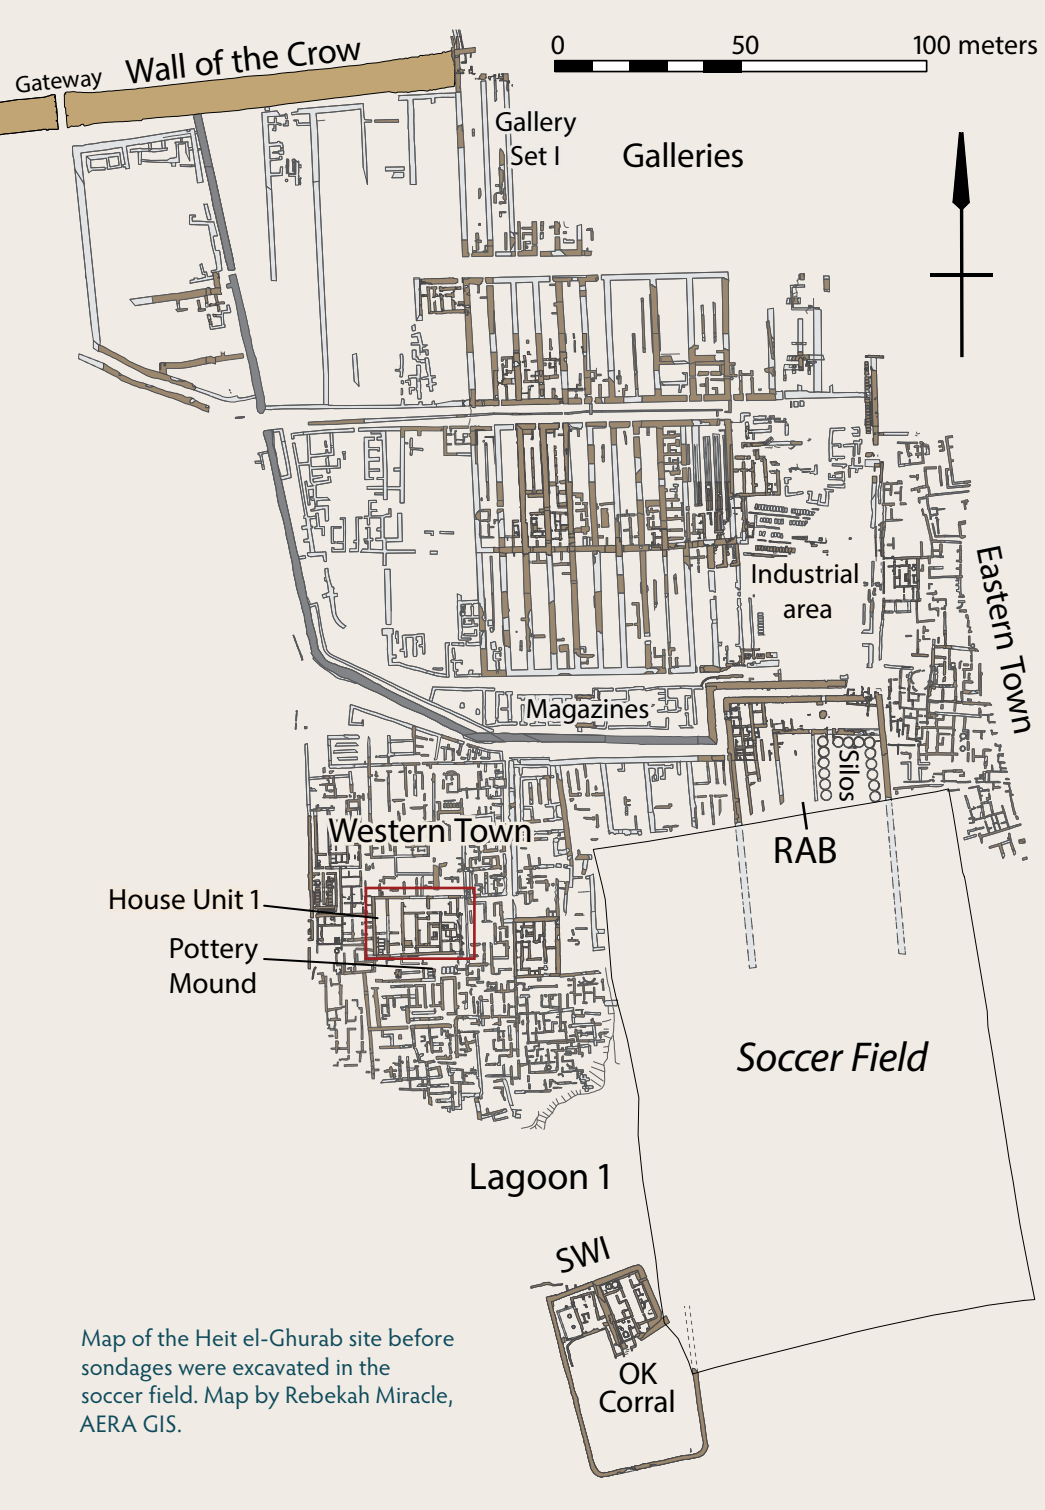 0 50 100 meters
Wall of the Crow
Gateway
Gallery
Set I
Galleries
Industrial
area
Eastern Town
Magazines
Silos
RAB
Western Town
House Unit 1
Pottery
Mound
Soccer Field
Lagoon 1
SWI
OK
Corral
Map of the Heit el-Ghurab site before
sondages were excavated in the
soccer field. Map by Rebekah Miracle,
AERA GIS.